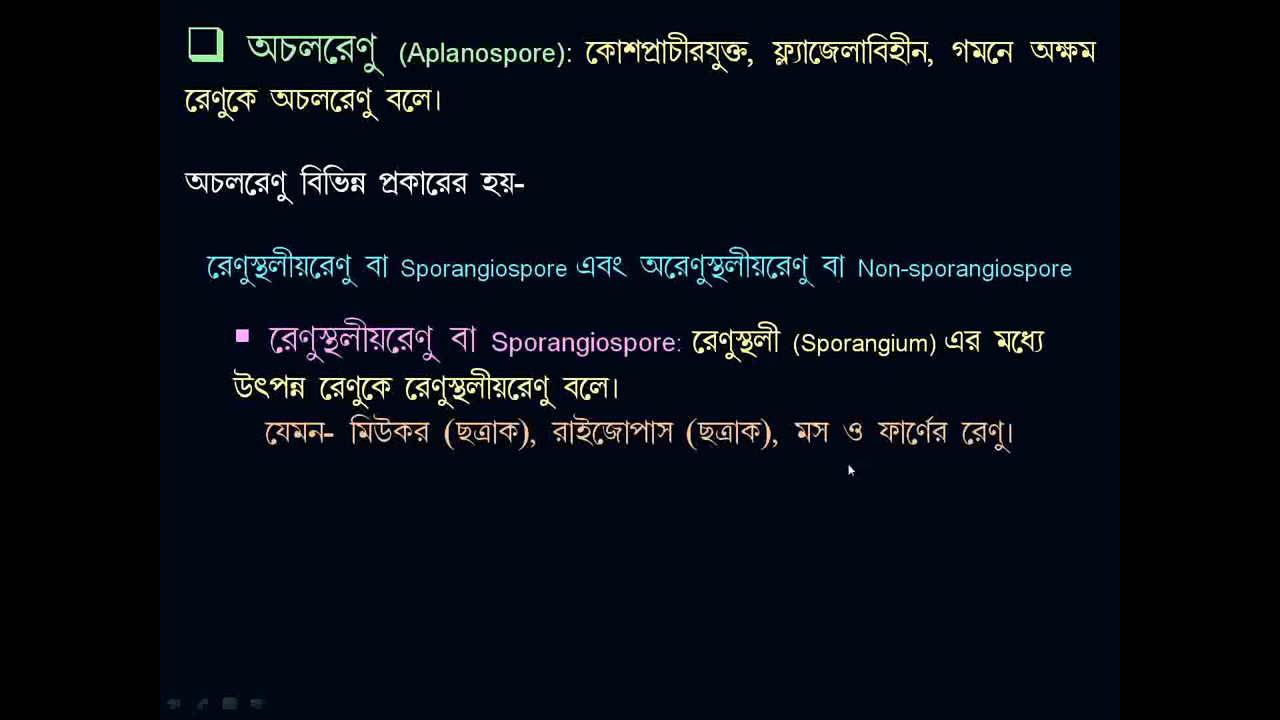 অচলরেণু (Aplanospore): কোশপ্রাচীরযুক্ত, ফ্ল্যাজেলাবিহীন, গমনে অক্ষম
রেণুকে অচলরেণু বলে।
অচলরেণু বিভিন্ন প্রকারের হয়-
রেণুস্থলীয়রেণু বা Sporangiospore এবং অরেণুস্থলীয়রেণু বা Non-sporangiospore
▪ রেণুস্থলীয়রেণু বা Sporangiospore: রেণুস্থলী (Sporangium) এর মধ্যে
উৎপন্ন রেণুকে রেণুস্থলীয়রেণু বলে।
যেমন- মিউকর (ছত্রাক), রাইজোপাস (ছত্রাক), মস ও ফার্ণের রেণু।